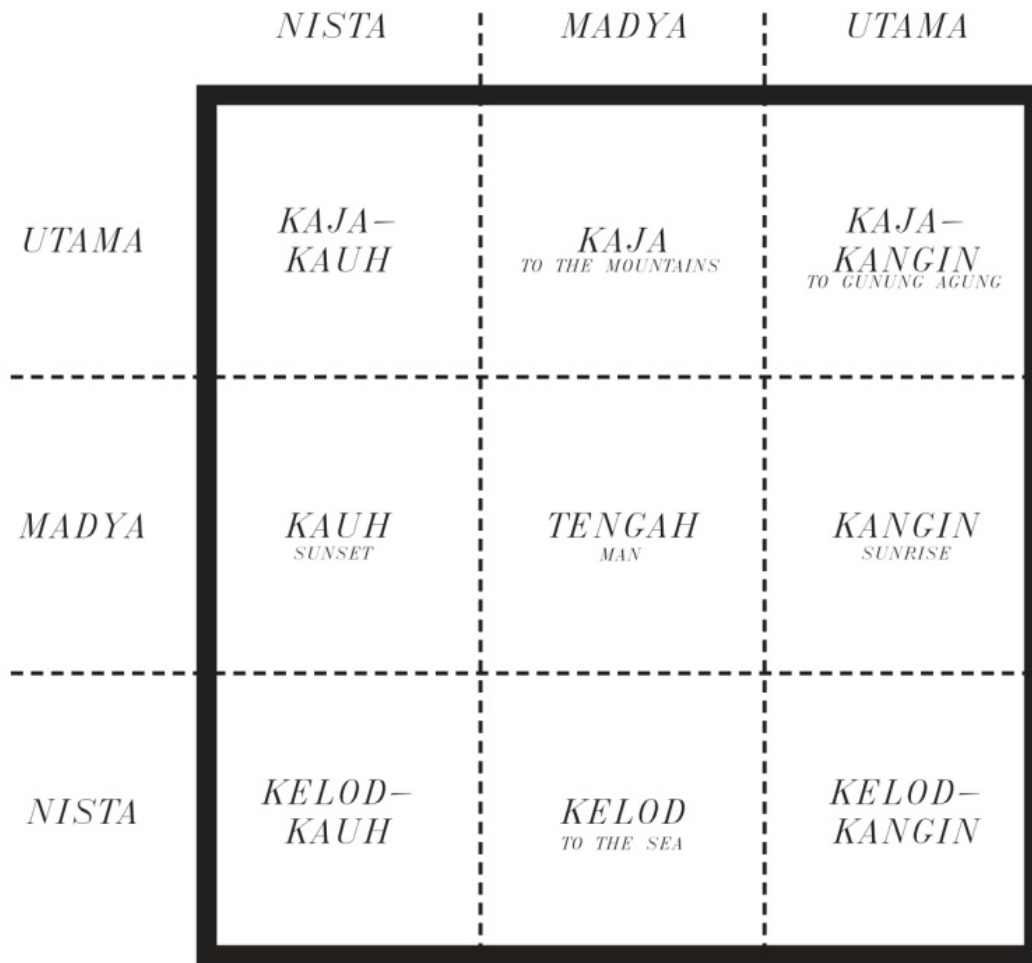 NISTA MADYA UTAMA
UTAMA
KAJA–
KAUH
KAJA
TO THE MOUNTAINS
KAJA–
KANGIN
TO GUNUNG AGUNG
MADYA
KAUH
SUNSET
TENGAH
MAN
KANGIN
SUNRISE
NISTA
KELOD–
KAUH
KELOD
TO THE SEA
KELOD–
KANGIN